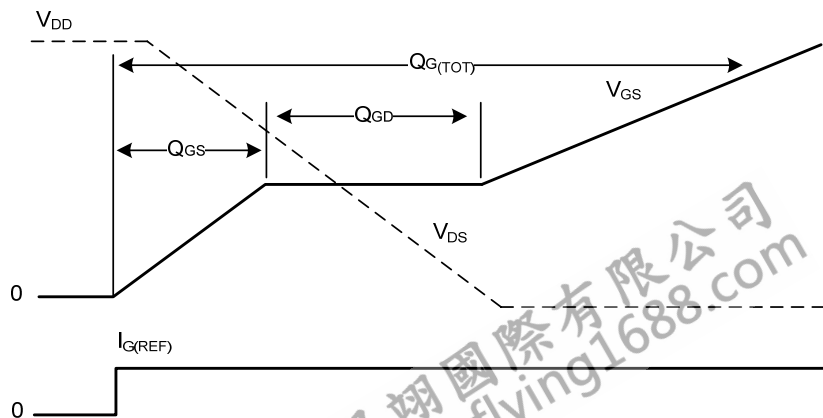 VDD
QG(TOT)
VGS
QGD
QGS
VDS
0
IG(REF)
0
翊國際有限公司
flying1688.com